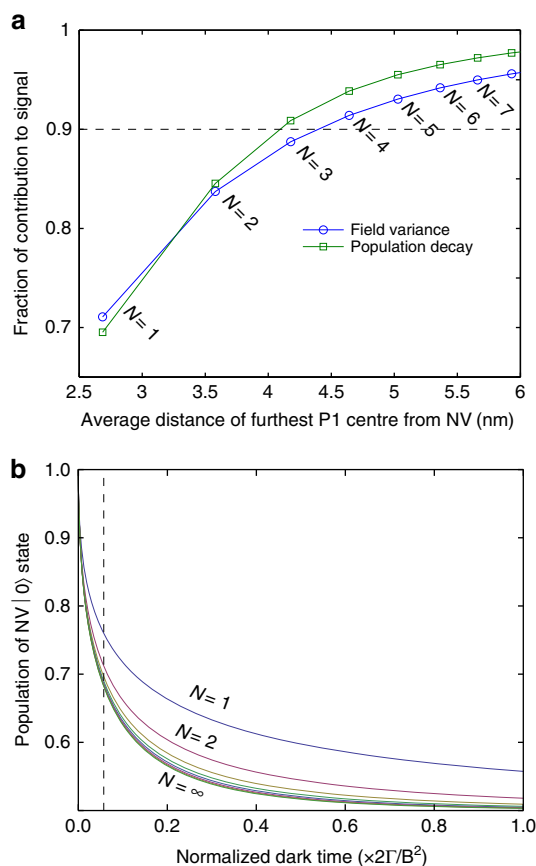 a
Fraction of contribution to signal
1
0.9
0.8
0.7
N = 1
N = 2
N = 3
N = 4
N = 5
N = 6
N = 7
Field variance
Population decay
2.5 3 3.5 4 4.5 5 5.5 6
Average distance of furthest P1 centre from NV (nm)
b
Population of NV |0⟩ state
1.0
0.9
0.8
0.7
0.6
N = 1
N = 2
N = ∞
0.0 0.2 0.4 0.6 0.8 1.0
Normalized dark time (×2Γ/B²)